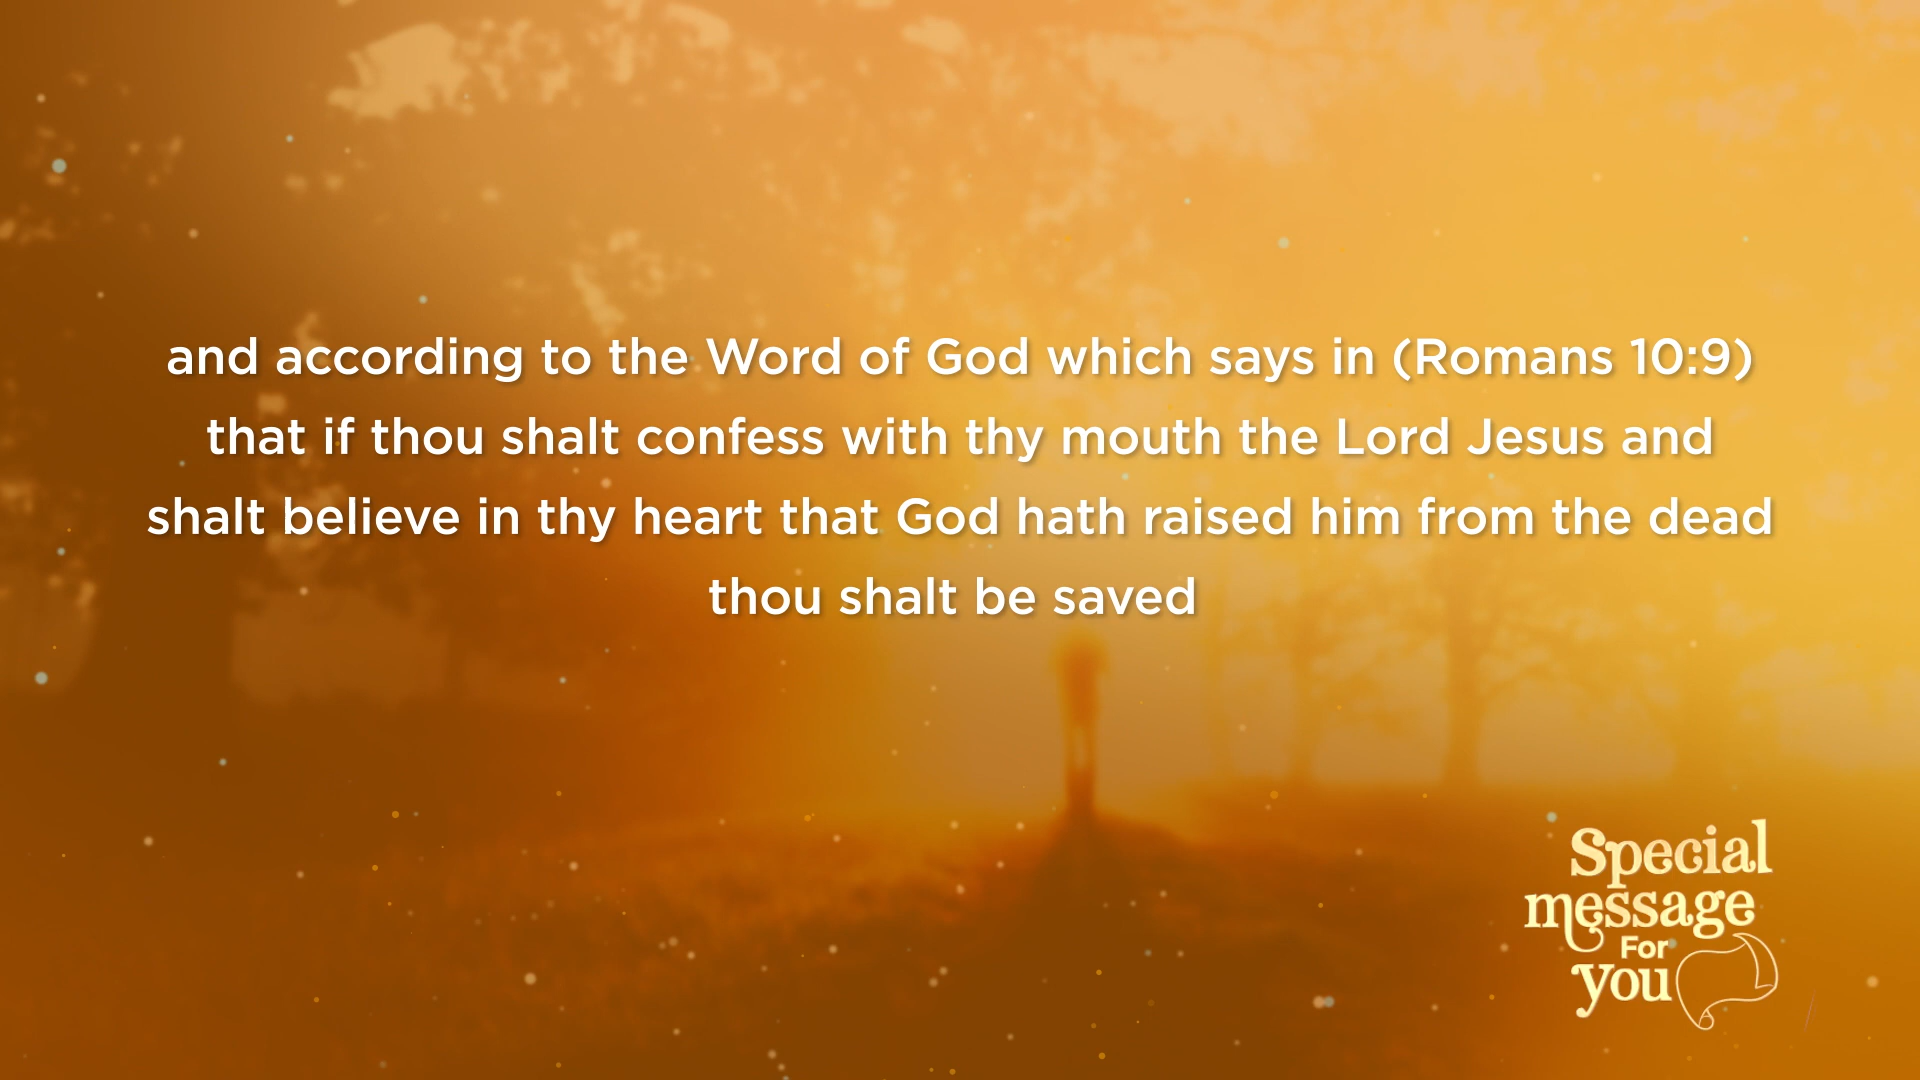 and according to the Word of God which says in (Romans 10:9)
that if thou shalt confess with thy mouth the Lord Jesus and
shalt believe in thy heart that God hath raised him from the dead
thou shalt be saved
Special
message
For
you